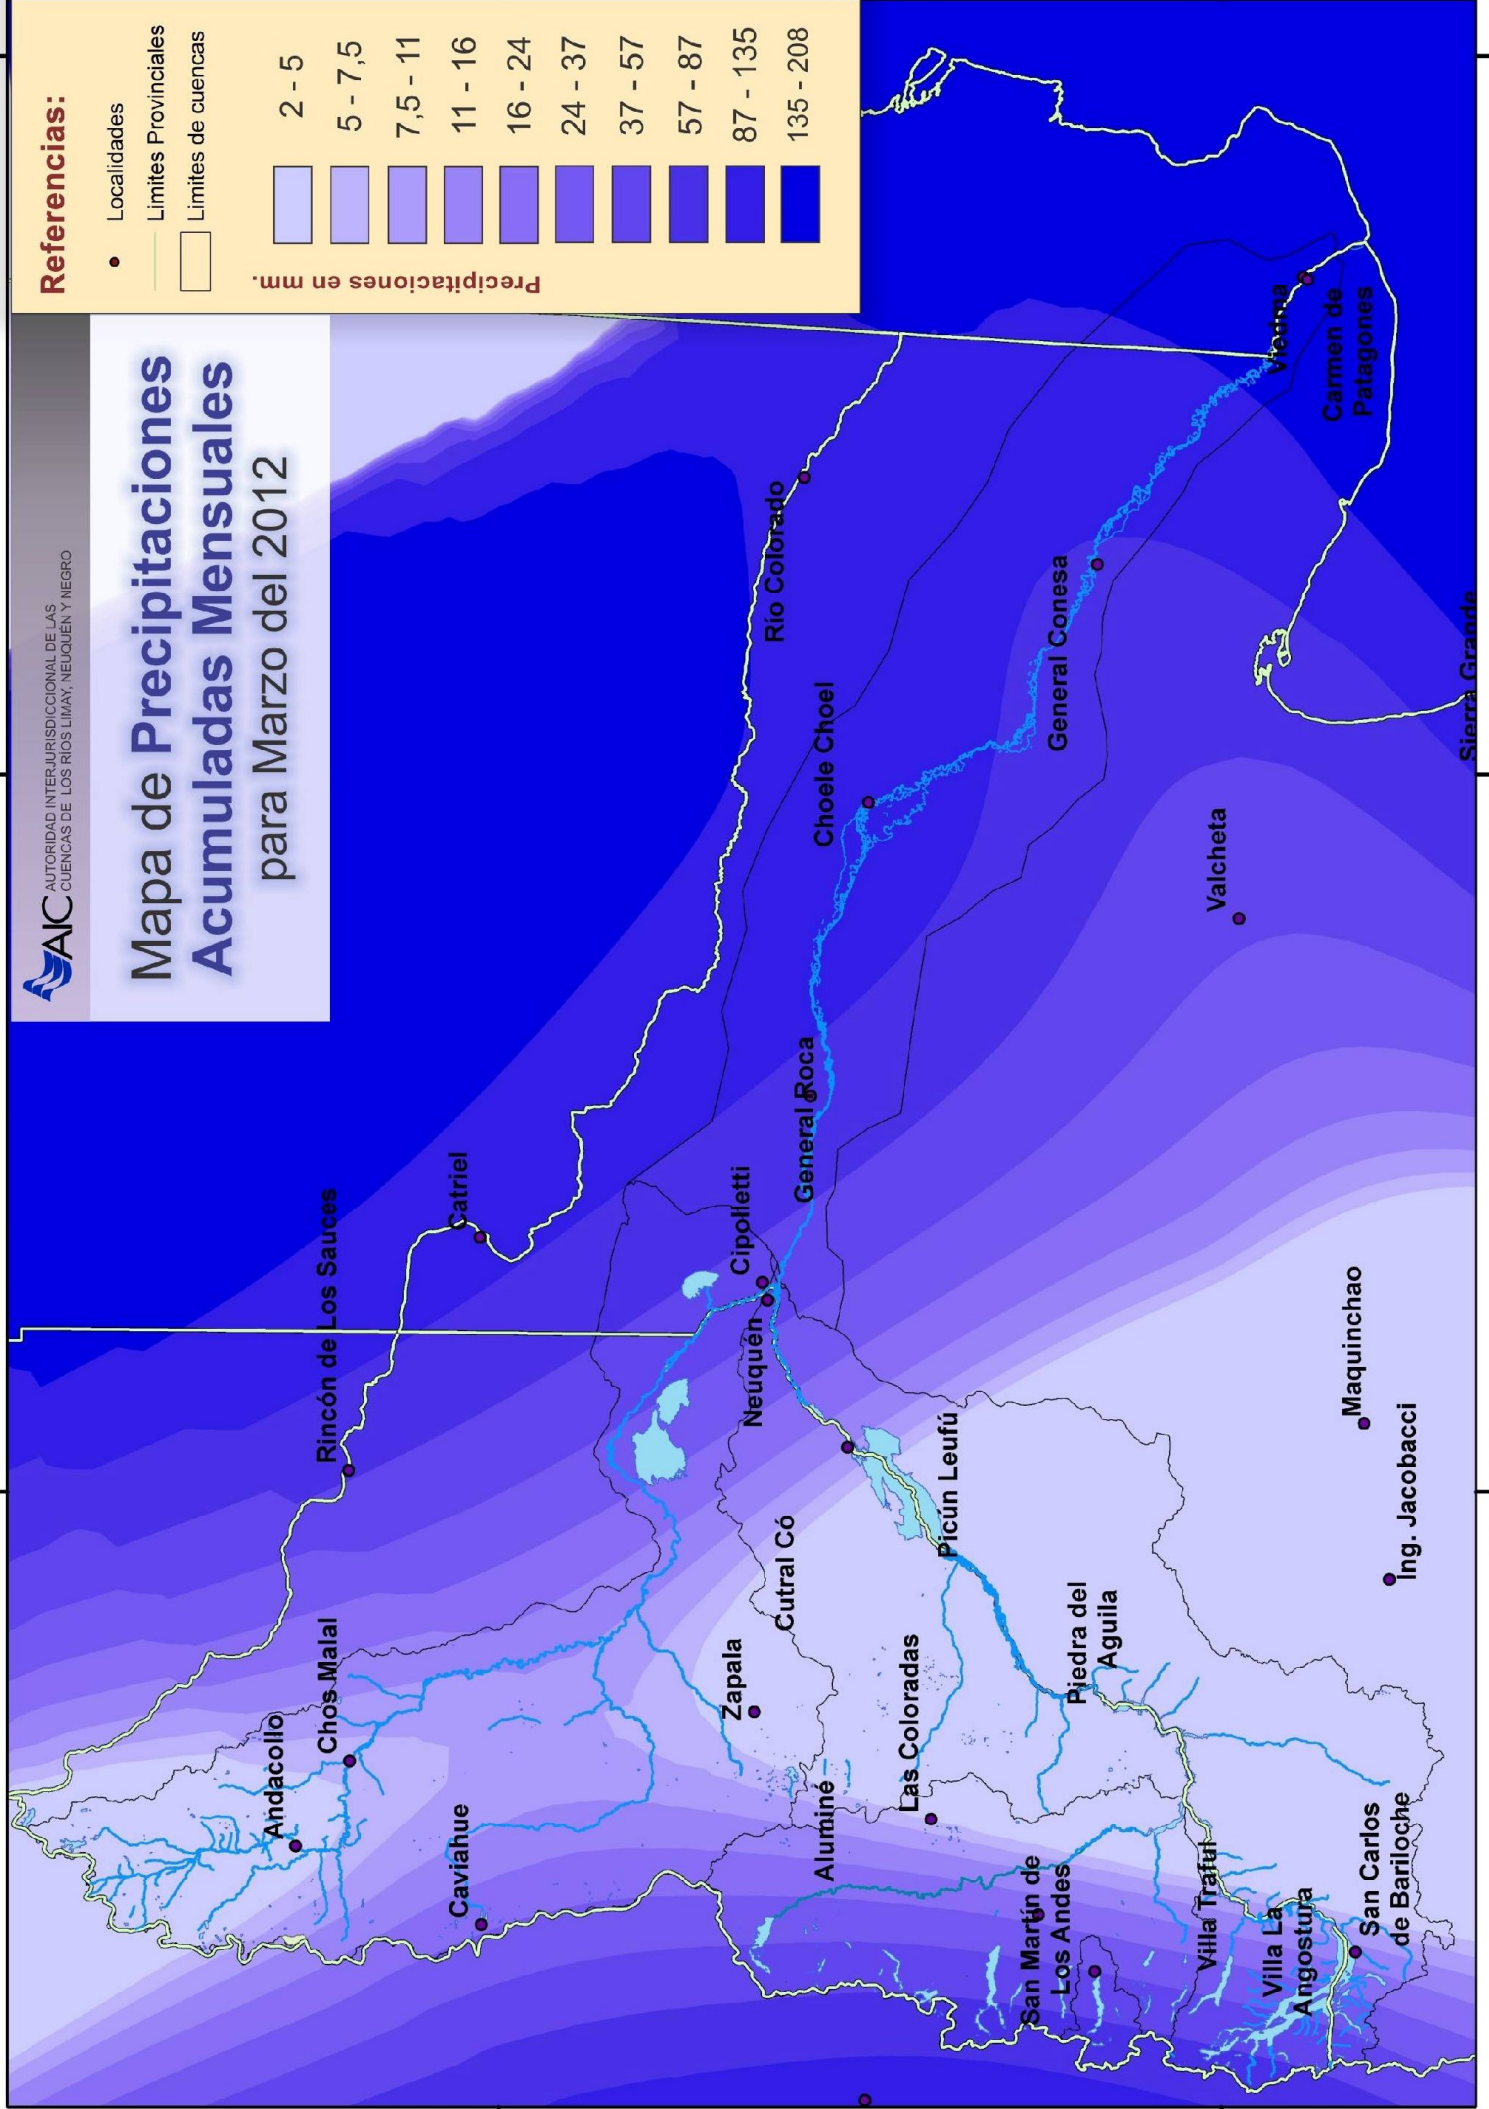 AIC
AUTORIDAD INTERJURISDICCIONAL DE LAS
CUENCAS DE LOS RÍOS LIMAY, NEUQUÉN Y NEGRO
Mapa de Precipitaciones
Acumuladas Mensuales
para Marzo del 2012
Referencias:
Localidades
Limites Provinciales
Limites de cuencas
Precipitaciones en mm.
2 - 5
5 - 7,5
7,5 - 11
11 - 16
16 - 24
24 - 37
37 - 57
57 - 87
87 - 135
135 - 208
Andacollo
Chos Malal
Rincón de Los Sauces
Catriel
Caviahue
Zapala
Cutral Có
Neuquén
Cipolletti
General Roca
Choele Choel
Río Colorado
Aluminé
Las Coloradas
Picún Leufú
General Conesa
San Martín de
Los Andes
Piedra del
Aguila
Villa Traful
Valcheta
Viedma
Carmen de
Patagones
Villa La
Angostura
San Carlos
de Bariloche
Maquinchao
Ing. Jacobacci
Sierra Grande